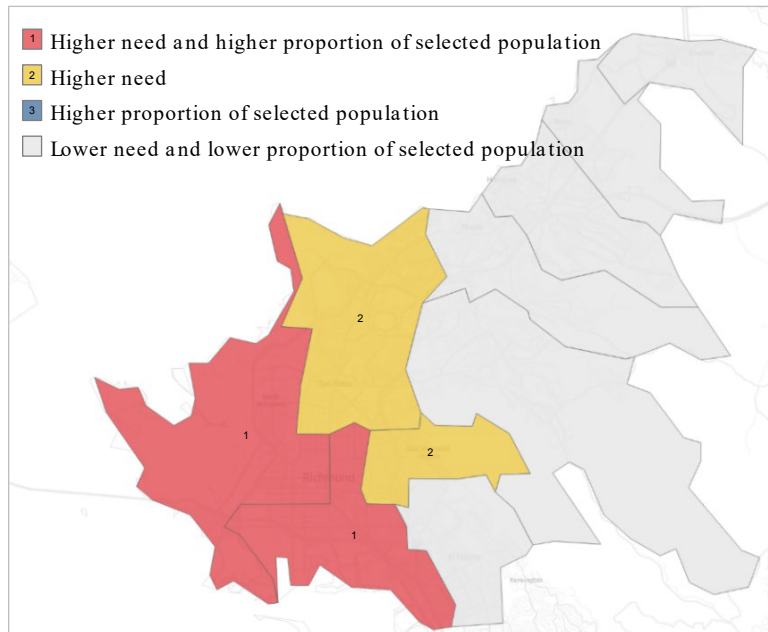 1 Higher need and higher proportion of selected population
2 Higher need
3 Higher proportion of selected population
Lower need and lower proportion of selected population
2
1
2
Richmond
1
Kensington